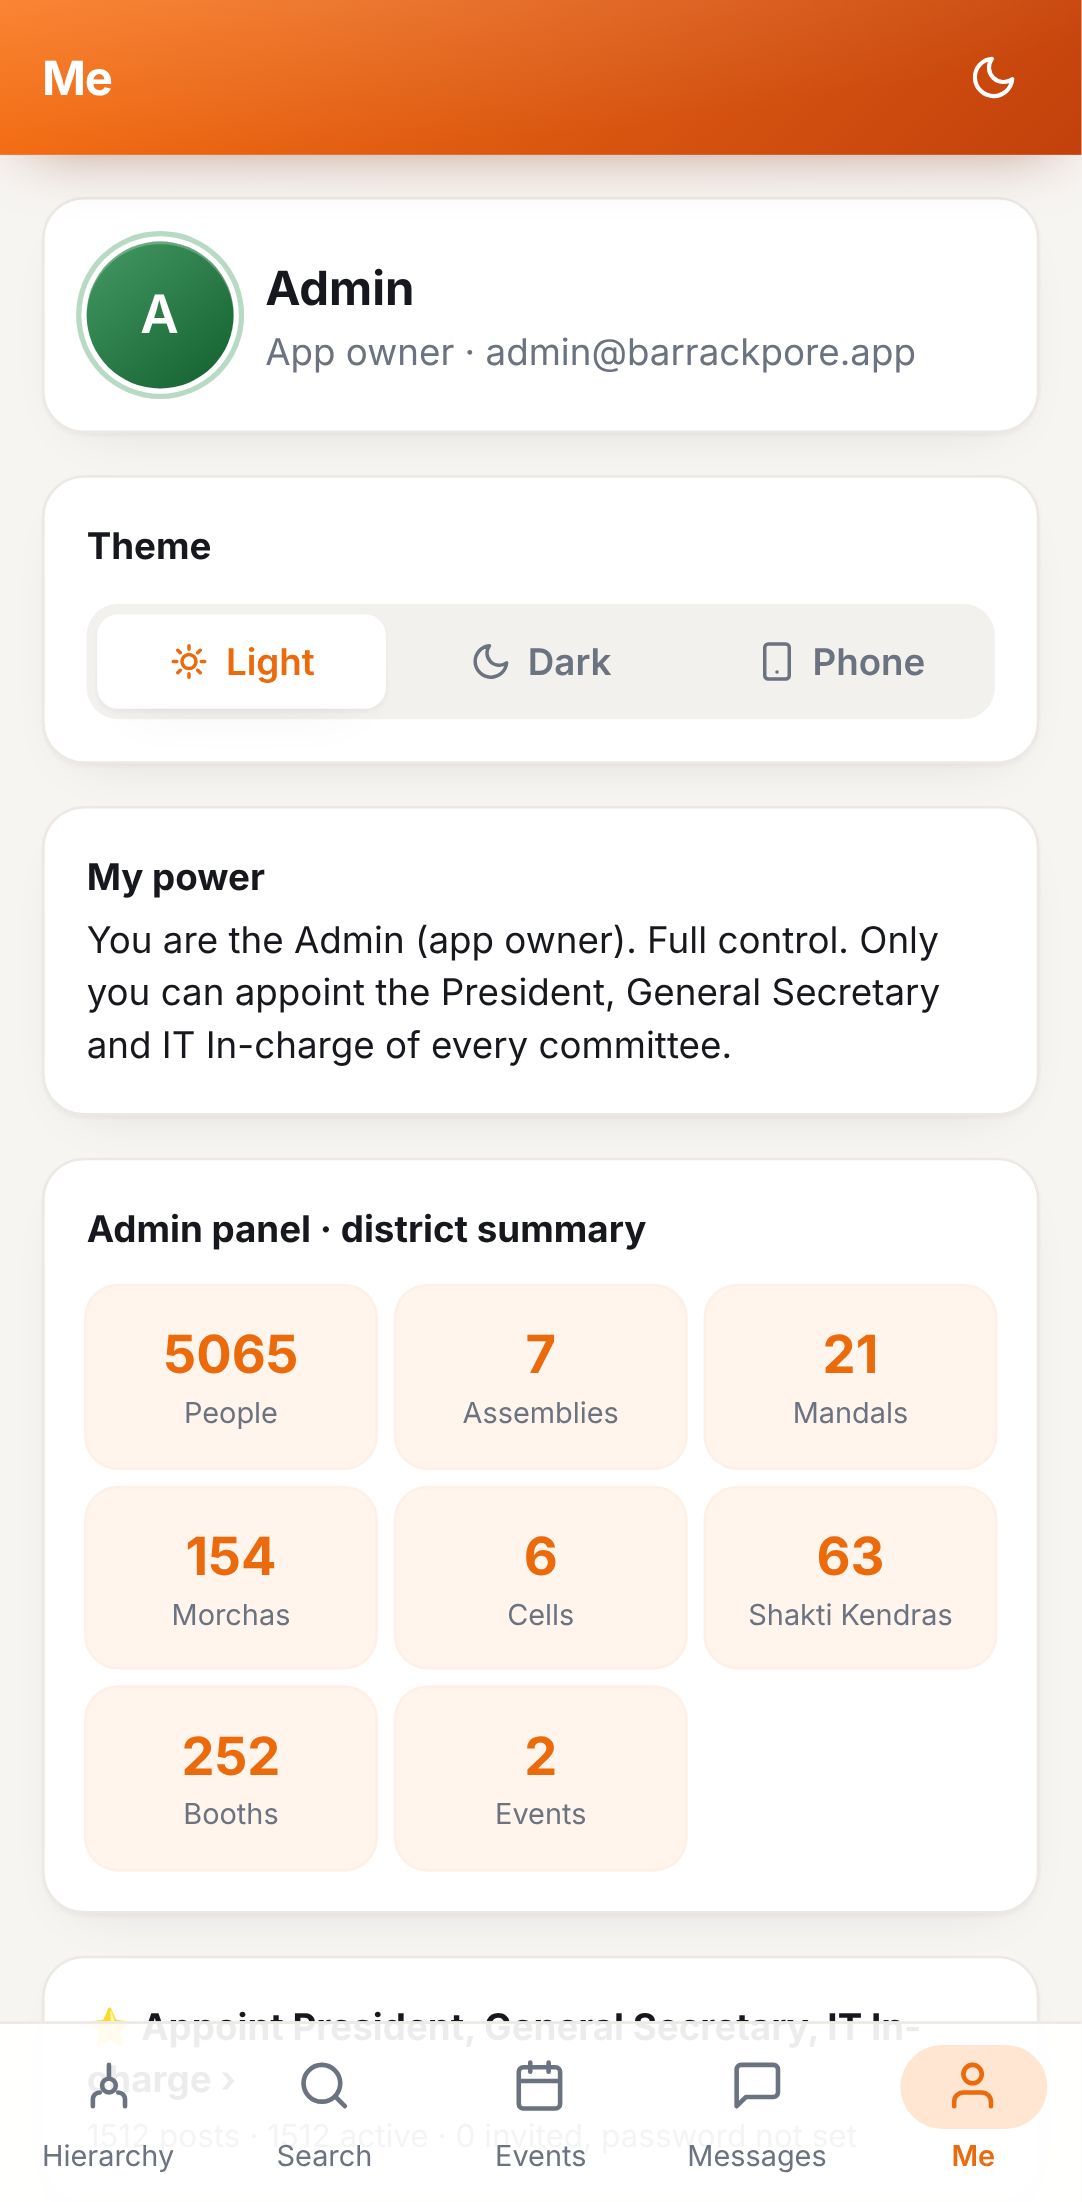 Me
A
Admin
App owner · admin@barrackpore.app
Theme
Light
Dark
Phone
My power
You are the Admin (app owner). Full control. Only
you can appoint the President, General Secretary
and IT In-charge of every committee.
Admin panel · district summary
5065
People
7
Assemblies
21
Mandals
154
Morchas
6
Cells
63
Shakti Kendras
252
Booths
2
Events
⭐ Appoint President, General Secretary, IT In-
charge ›
1512 posts · 1512 active · 0 invited, password not set
Hierarchy
Search
Events
Messages
Me